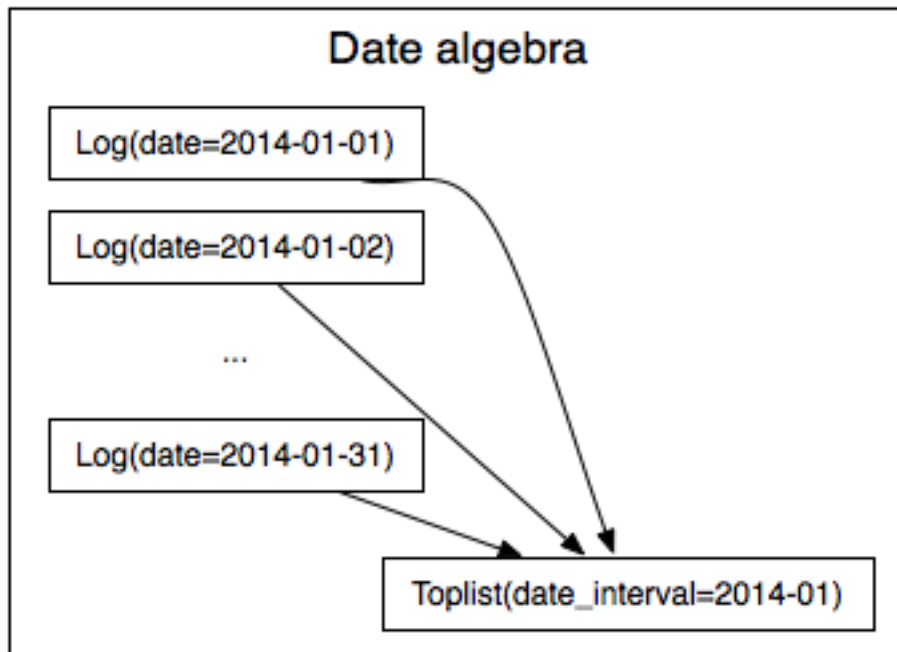 Date algebra
Log(date=2014-01-01)
Log(date=2014-01-02)
...
Log(date=2014-01-31)
Toplist(date_interval=2014-01)